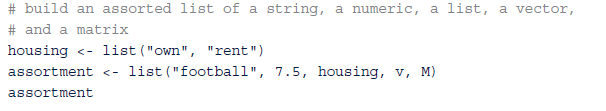 # build an assorted list of a string, a numeric, a list, a vector,
# and a matrix
housing <- list("own", "rent")
assortment <- list("football", 7.5, housing, v, M)
assortment